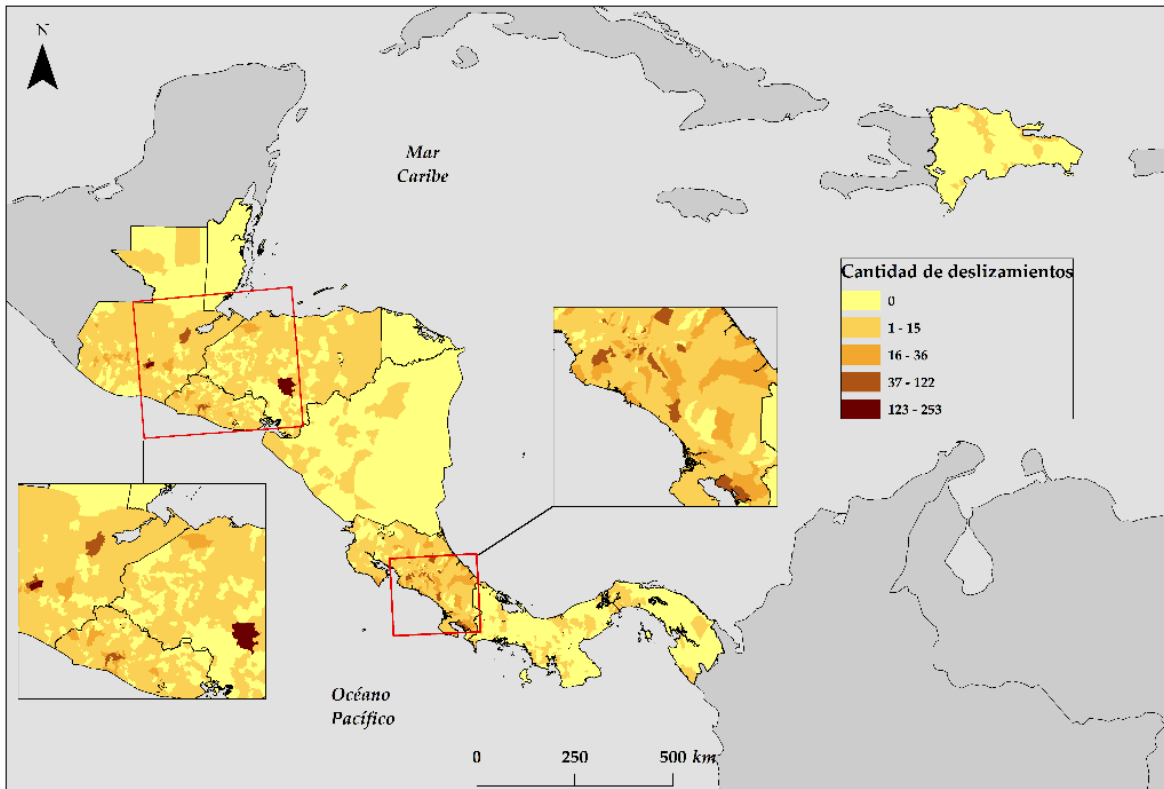 N
Mar
Caribe
Cantidad de deslizamientos
0
1 - 15
16 - 36
37 - 122
123 - 253
Océano
Pacífico
0 250 500 km